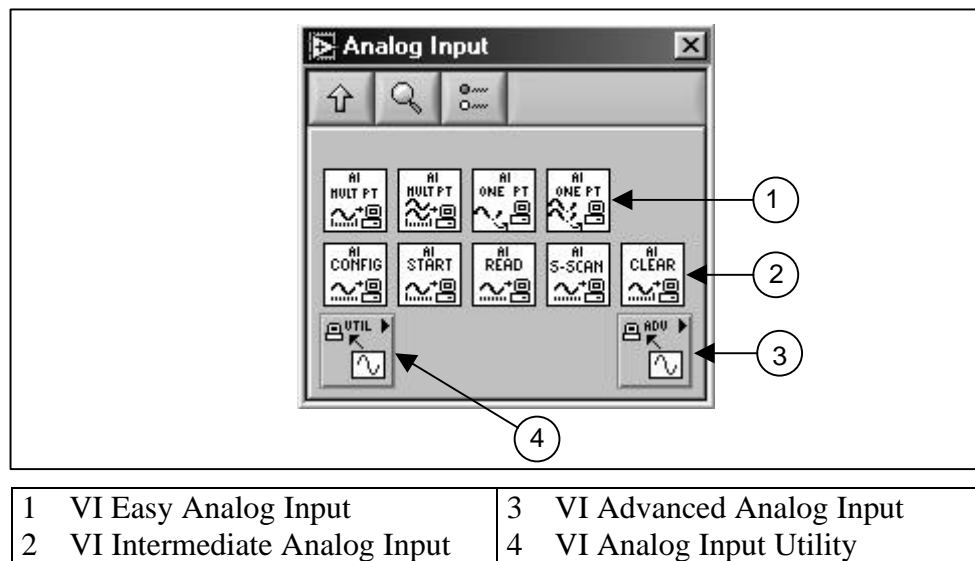 Analog Input
AI MULT PT
AI MULT PT
AI ONE PT
AI ONE PT
1
AI CONFIG
AI START
AI READ
AI S-SCAN
AI CLEAR
2
UTIL
ADV
3
4
1 VI Easy Analog Input
3 VI Advanced Analog Input
2 VI Intermediate Analog Input
4 VI Analog Input Utility